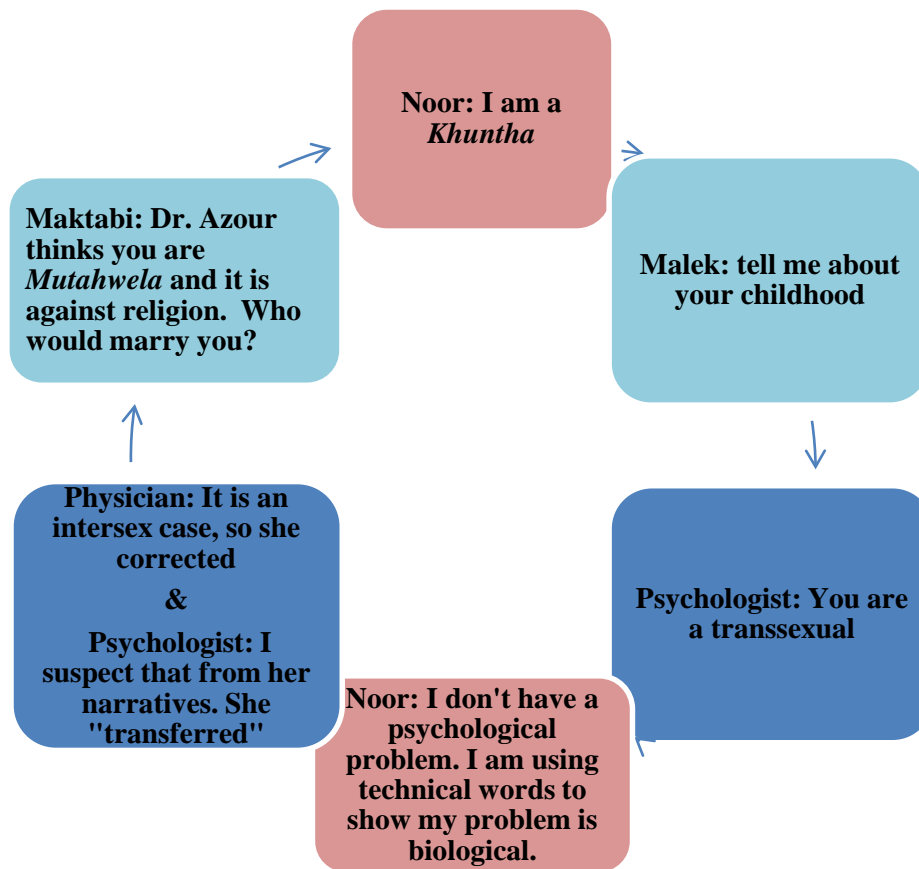 Noor: I am a
Khuntha
Malek: tell me about
your childhood
Psychologist: You are
a transsexual
Noor: I don't have a
psychological
problem. I am using
technical words to
show my problem is
biological.
Physician: It is an
intersex case, so she
corrected
&
Psychologist: I
suspect that from her
narratives. She
"transferred"
Maktabi: Dr. Azour
thinks you are
Mutahwela and it is
against religion.  Who
would marry you?